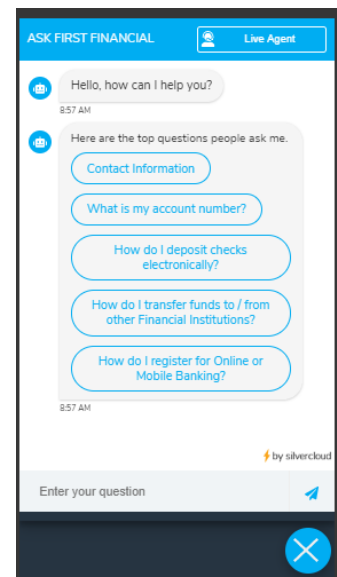 ASK FIRST FINANCIAL
Live Agent
Hello, how can I help you?
8:57 AM
Here are the top questions people ask me.
Contact Information
What is my account number?
How do I deposit checks
electronically?
How do I transfer funds to / from
other Financial Institutions?
How do I register for Online or
Mobile Banking?
8:57 AM
by silvercloud
Enter your question